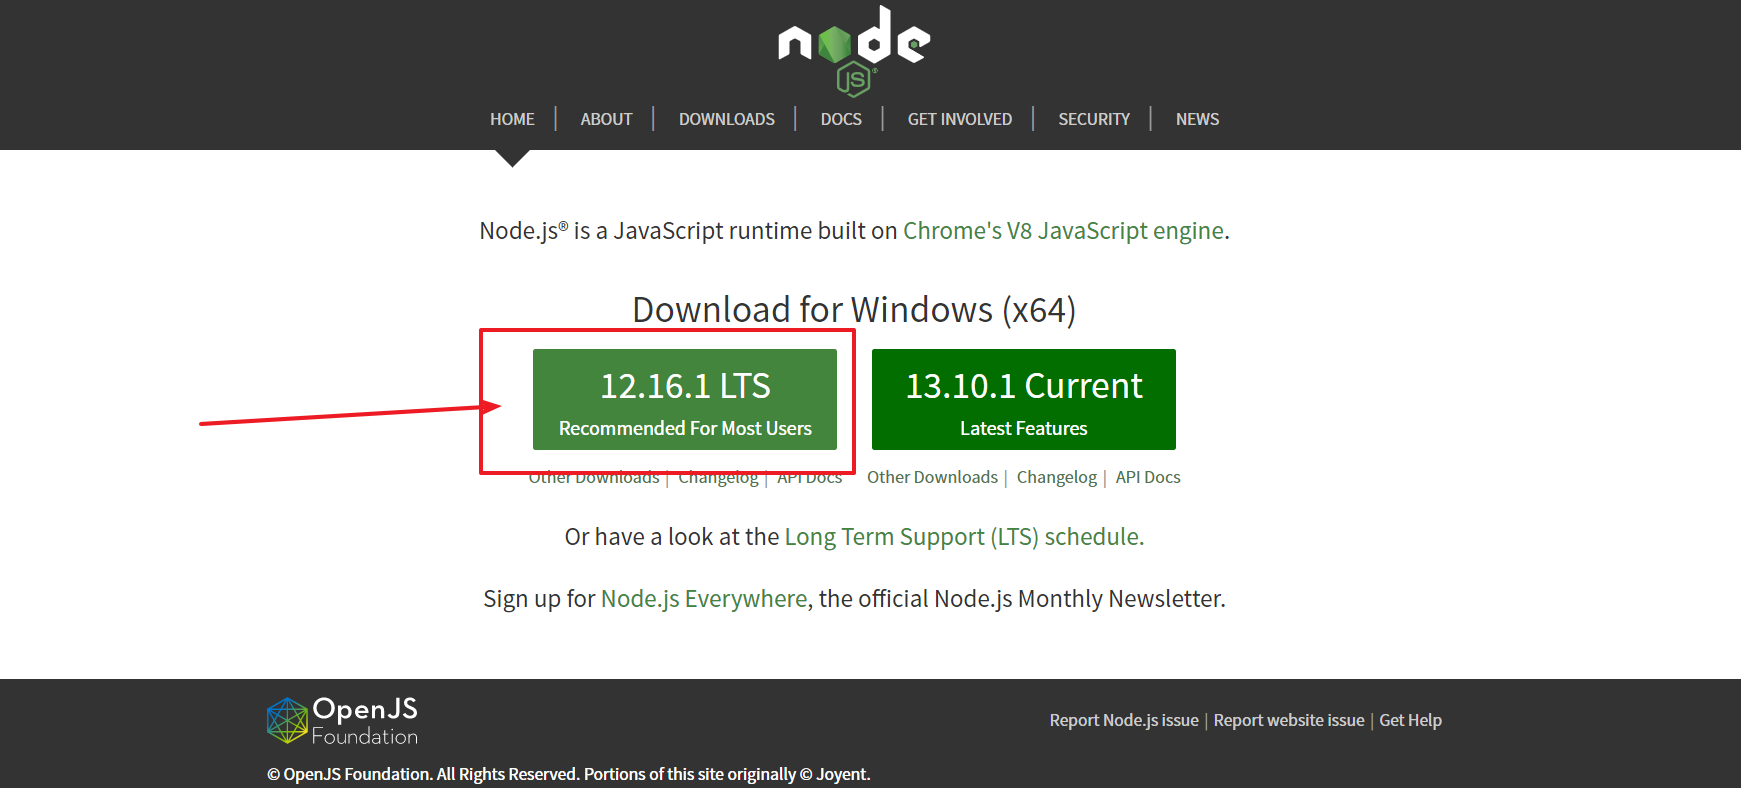 node
JS®
HOME | ABOUT | DOWNLOADS | DOCS | GET INVOLVED | SECURITY | NEWS
Node.js® is a JavaScript runtime built on Chrome's V8 JavaScript engine.
Download for Windows (x64)
12.16.1 LTS
Recommended For Most Users
13.10.1 Current
Latest Features
Other Downloads | Changelog | API Docs
Other Downloads | Changelog | API Docs
Or have a look at the Long Term Support (LTS) schedule.
Sign up for Node.js Everywhere, the official Node.js Monthly Newsletter.
OpenJS
Foundation
Report Node.js issue | Report website issue | Get Help
© OpenJS Foundation. All Rights Reserved. Portions of this site originally © Joyent.